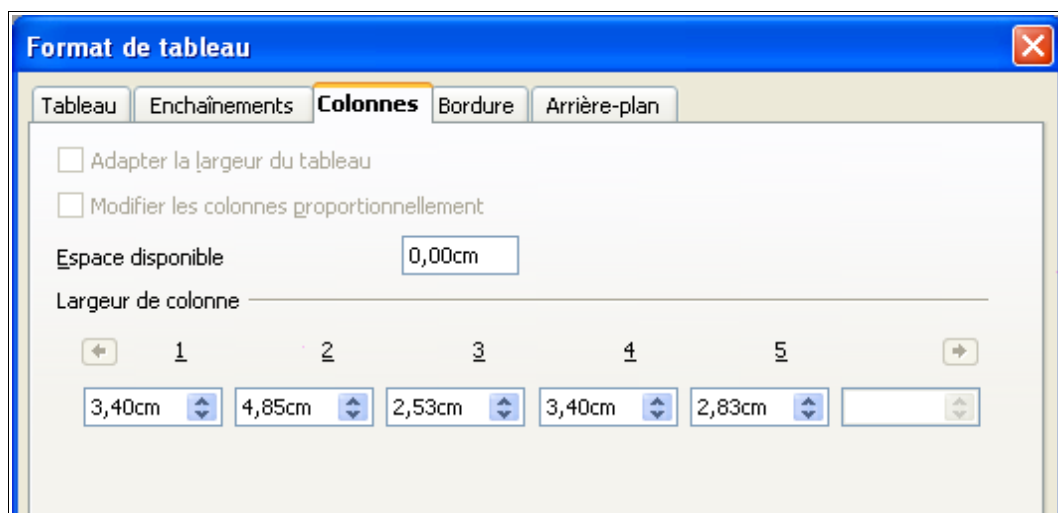 Format de tableau
Tableau Enchaînements Colonnes Bordure Arrière-plan
Adapter la largeur du tableau
Modifier les colonnes proportionnellement
Espace disponible 0,00cm
Largeur de colonne
1 2 3 4 5
3,40cm 4,85cm 2,53cm 3,40cm 2,83cm